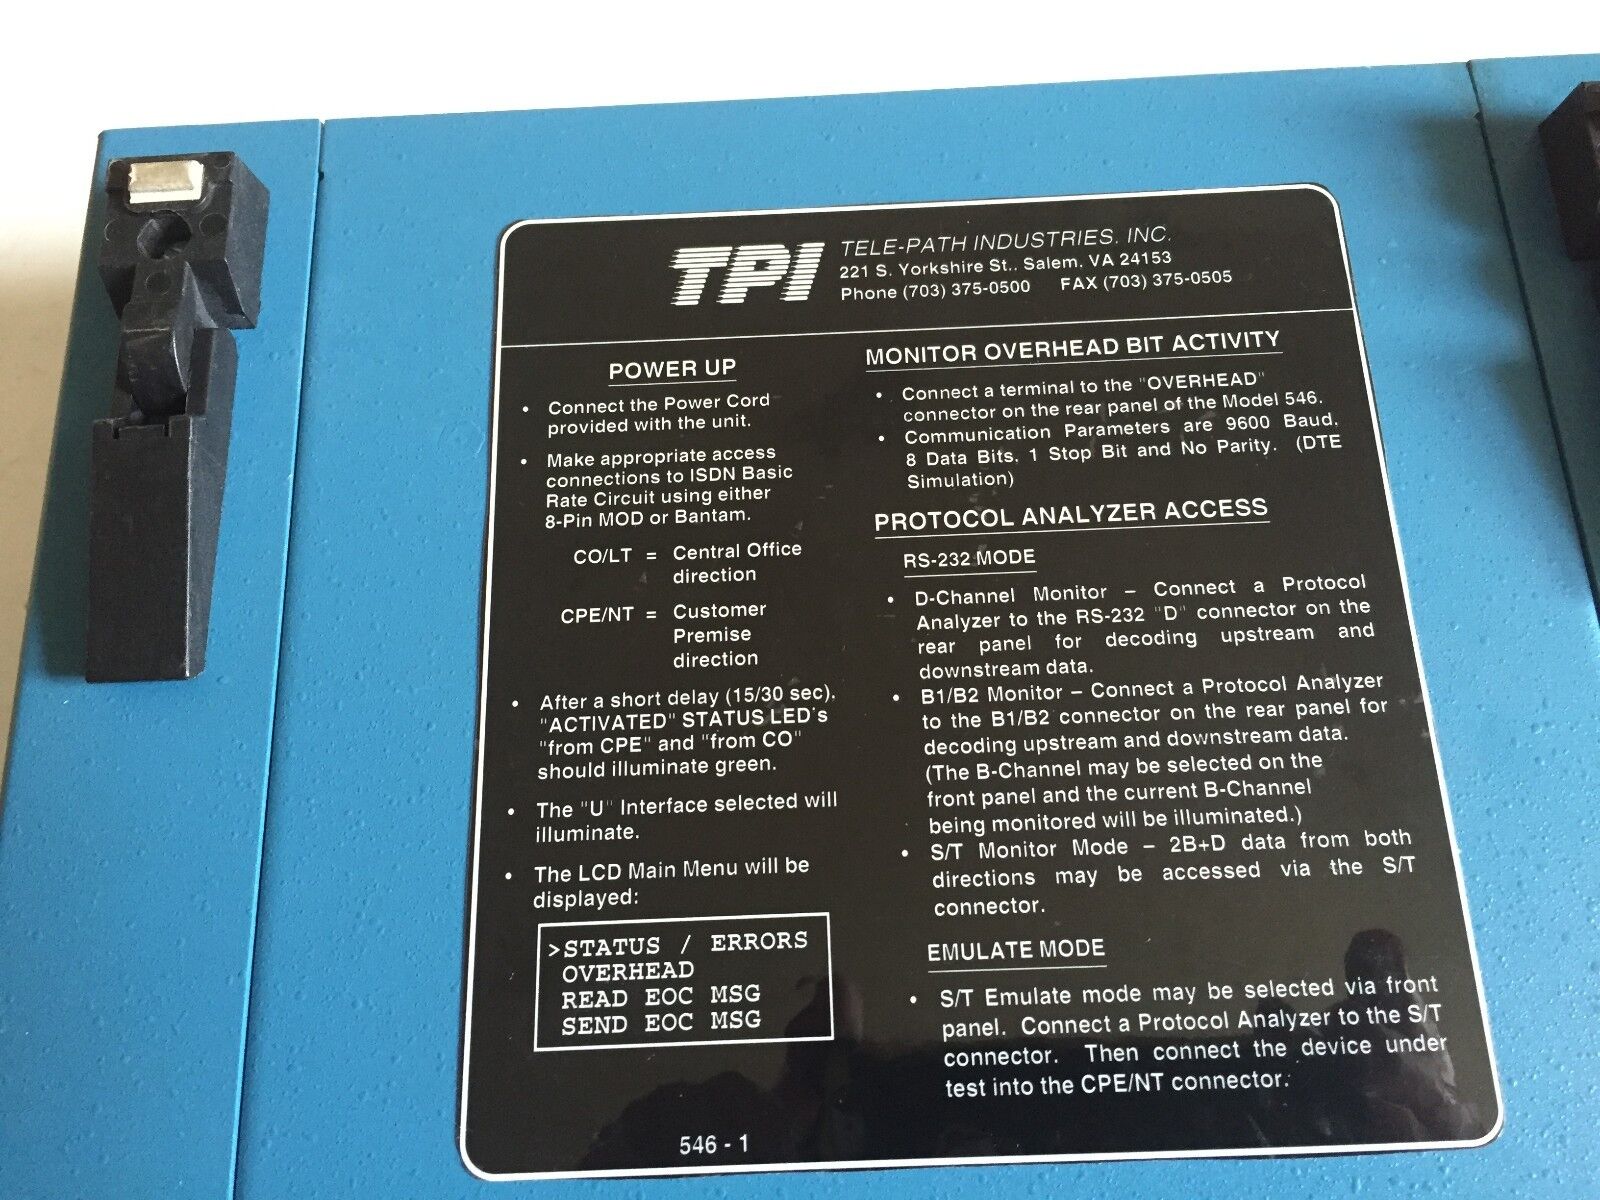 TPI
TELE-PATH INDUSTRIES, INC.
221 S. Yorkshire St., Salem, VA 24153
Phone (703) 375-0500 FAX (703) 375-0505
POWER UP
• Connect the Power Cord
provided with the unit.
• Make appropriate access
connections to ISDN Basic
Rate Circuit using either
8-Pin MOD or Bantam.
CO/LT = Central Office
direction
CPE/NT = Customer
Premise
direction
• After a short delay (15/30 sec),
"ACTIVATED" STATUS LED's
"from CPE" and "from CO"
should illuminate green.
• The "U" Interface selected will
illuminate.
• The LCD Main Menu will be
displayed:
>STATUS / ERRORS
OVERHEAD
READ EOC MSG
SEND EOC MSG
546 - 1
MONITOR OVERHEAD BIT ACTIVITY
• Connect a terminal to the "OVERHEAD"
connector on the rear panel of the Model 546.
• Communication Parameters are 9600 Baud,
8 Data Bits, 1 Stop Bit and No Parity. (DTE
Simulation)
PROTOCOL ANALYZER ACCESS
RS-232 MODE
• D-Channel Monitor – Connect a Protocol
Analyzer to the RS-232 "D" connector on the
rear panel for decoding upstream and
downstream data.
• B1/B2 Monitor – Connect a Protocol Analyzer
to the B1/B2 connector on the rear panel for
decoding upstream and downstream data.
(The B-Channel may be selected on the
front panel and the current B-Channel
being monitored will be illuminated.)
• S/T Monitor Mode – 2B+D data from both
directions may be accessed via the S/T
connector.
EMULATE MODE
• S/T Emulate mode may be selected via front
panel. Connect a Protocol Analyzer to the S/T
connector. Then connect the device under
test into the CPE/NT connector.